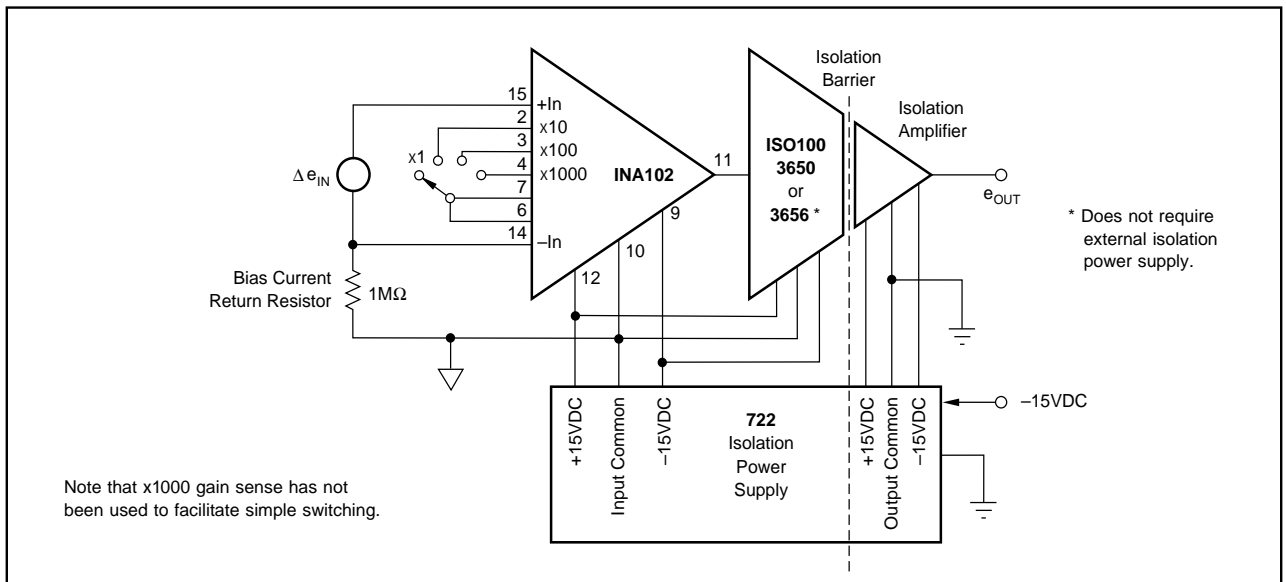 Isolation
Barrier
Isolation
Amplifier
15
+In
2
x10
3
x100
x1
4
x1000
7
6
14
–In
INA102
11
9
10
12
ISO100
3650
or
3656 *
Δ eIN
eOUT
* Does not require
external isolation
power supply.
Bias Current
Return Resistor
1MΩ
+15VDC
Input Common
–15VDC
722
Isolation
Power
Supply
+15VDC
Output Common
–15VDC
–15VDC
Note that x1000 gain sense has not
been used to facilitate simple switching.